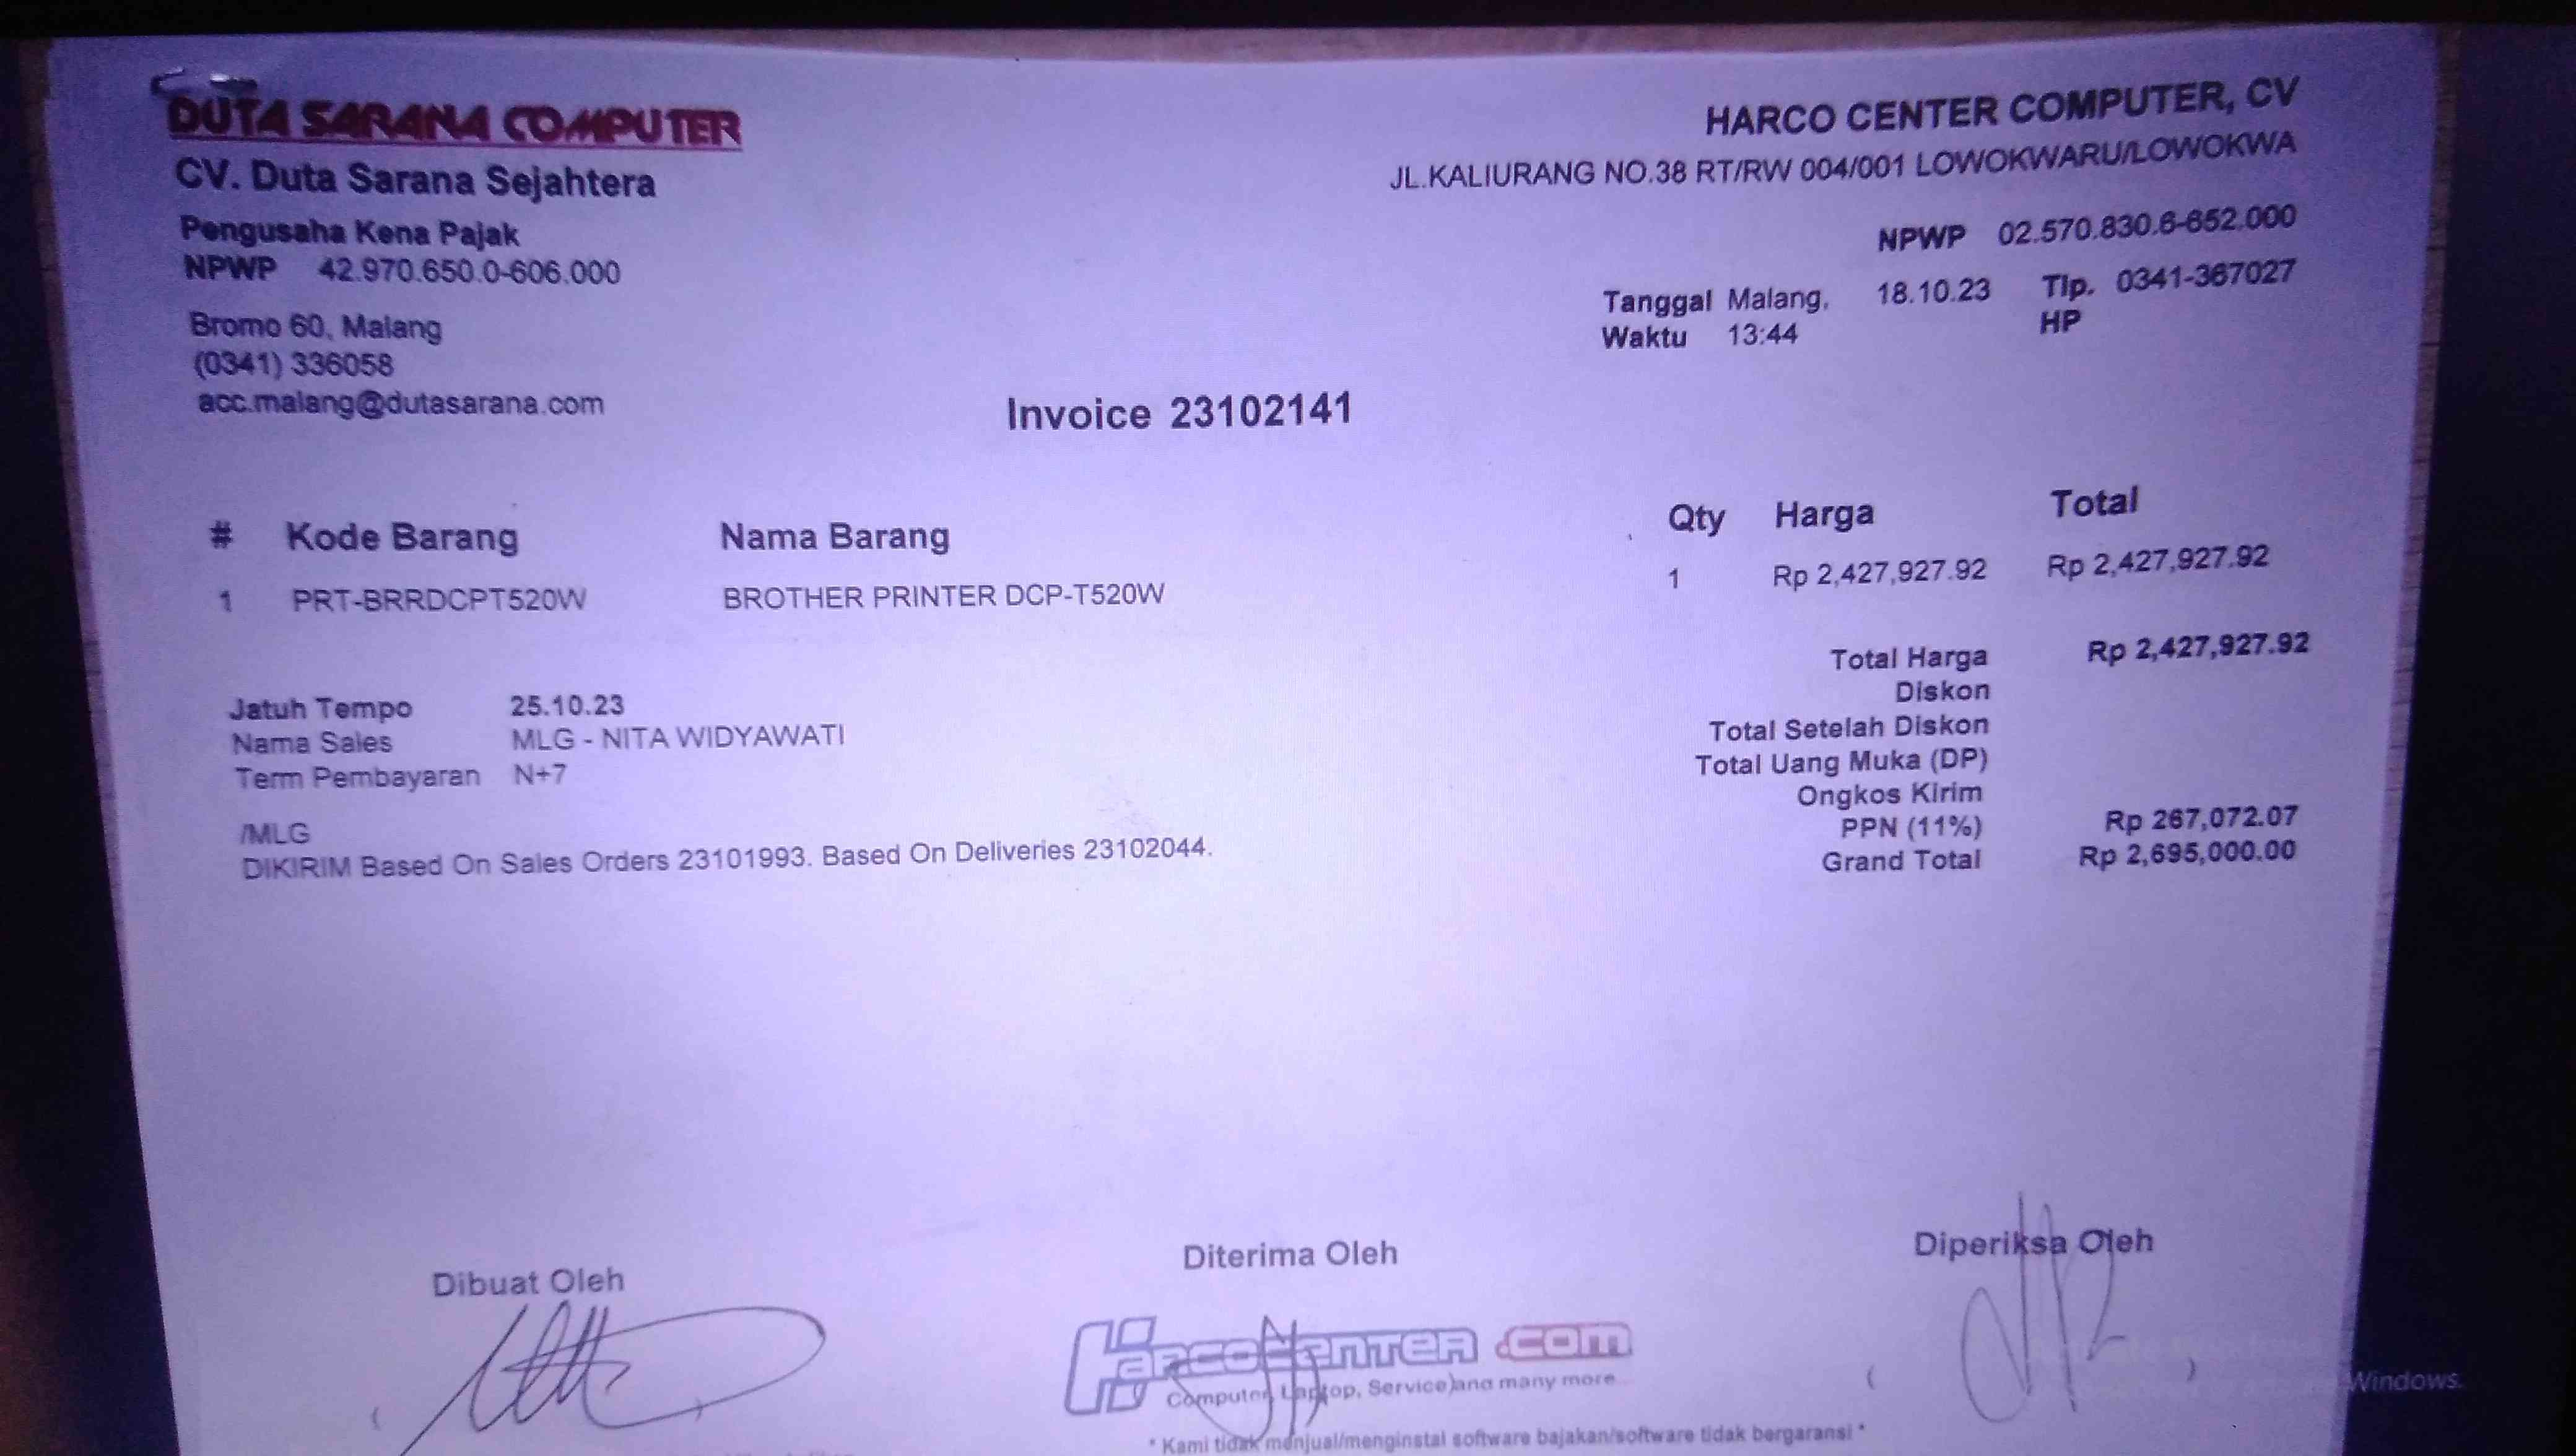 DUTA SARANA COMPUTER
CV. Duta Sarana Sejahtera
Pengusaha Kena Pajak
NPWP 42.970.650.0-606.000
Bromo 60, Malang
(0341) 336058
acc.malang@dutasarana.com
HARCO CENTER COMPUTER, CV
JL.KALIURANG NO.38 RT/RW 004/001 LOWOKWARU/LOWOKWA
NPWP 02.570.830.6-652.000
Tanggal Malang, 18.10.23 Tlp. 0341-367027
Waktu 13:44 HP
Invoice 23102141
# Kode Barang Nama Barang Qty Harga Total
1 PRT-BRRDCPT520W BROTHER PRINTER DCP-T520W 1 Rp 2,427,927.92 Rp 2,427,927.92
Total Harga Rp 2,427,927.92
Diskon
Total Setelah Diskon
Total Uang Muka (DP)
Ongkos Kirim
PPN (11%) Rp 267,072.07
Grand Total Rp 2,695,000.00
Jatuh Tempo 25.10.23
Nama Sales MLG - NITA WIDYAWATI
Term Pembayaran N+7
/MLG
DIKIRIM Based On Sales Orders 23101993. Based On Deliveries 23102044.
Dibuat Oleh Diterima Oleh Diperiksa Oleh
HARCOCENTER.COM
Computer, Laptop, Service and many more...
* Kami tidak menjual/menginstal software bajakan/software tidak bergaransi *
Windows.